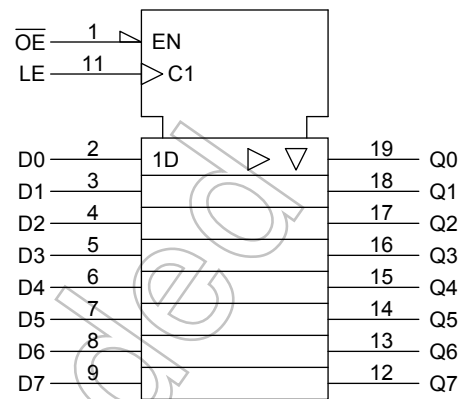 OE 1 EN
LE 11 C1
D0 2 1D 19 Q0
D1 3 18 Q1
D2 4 17 Q2
D3 5 16 Q3
D4 6 15 Q4
D5 7 14 Q5
D6 8 13 Q6
D7 9 12 Q7
ded